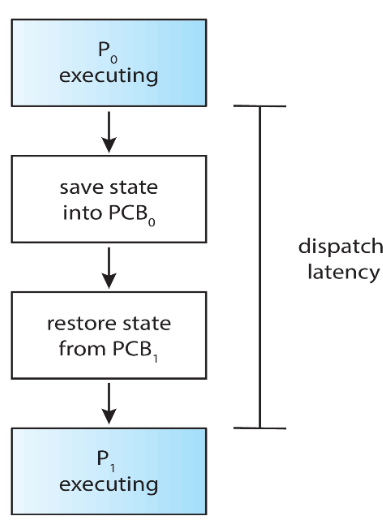 P₀
executing
save state
into PCB₀
dispatch
latency
restore state
from PCB₁
P₁
executing